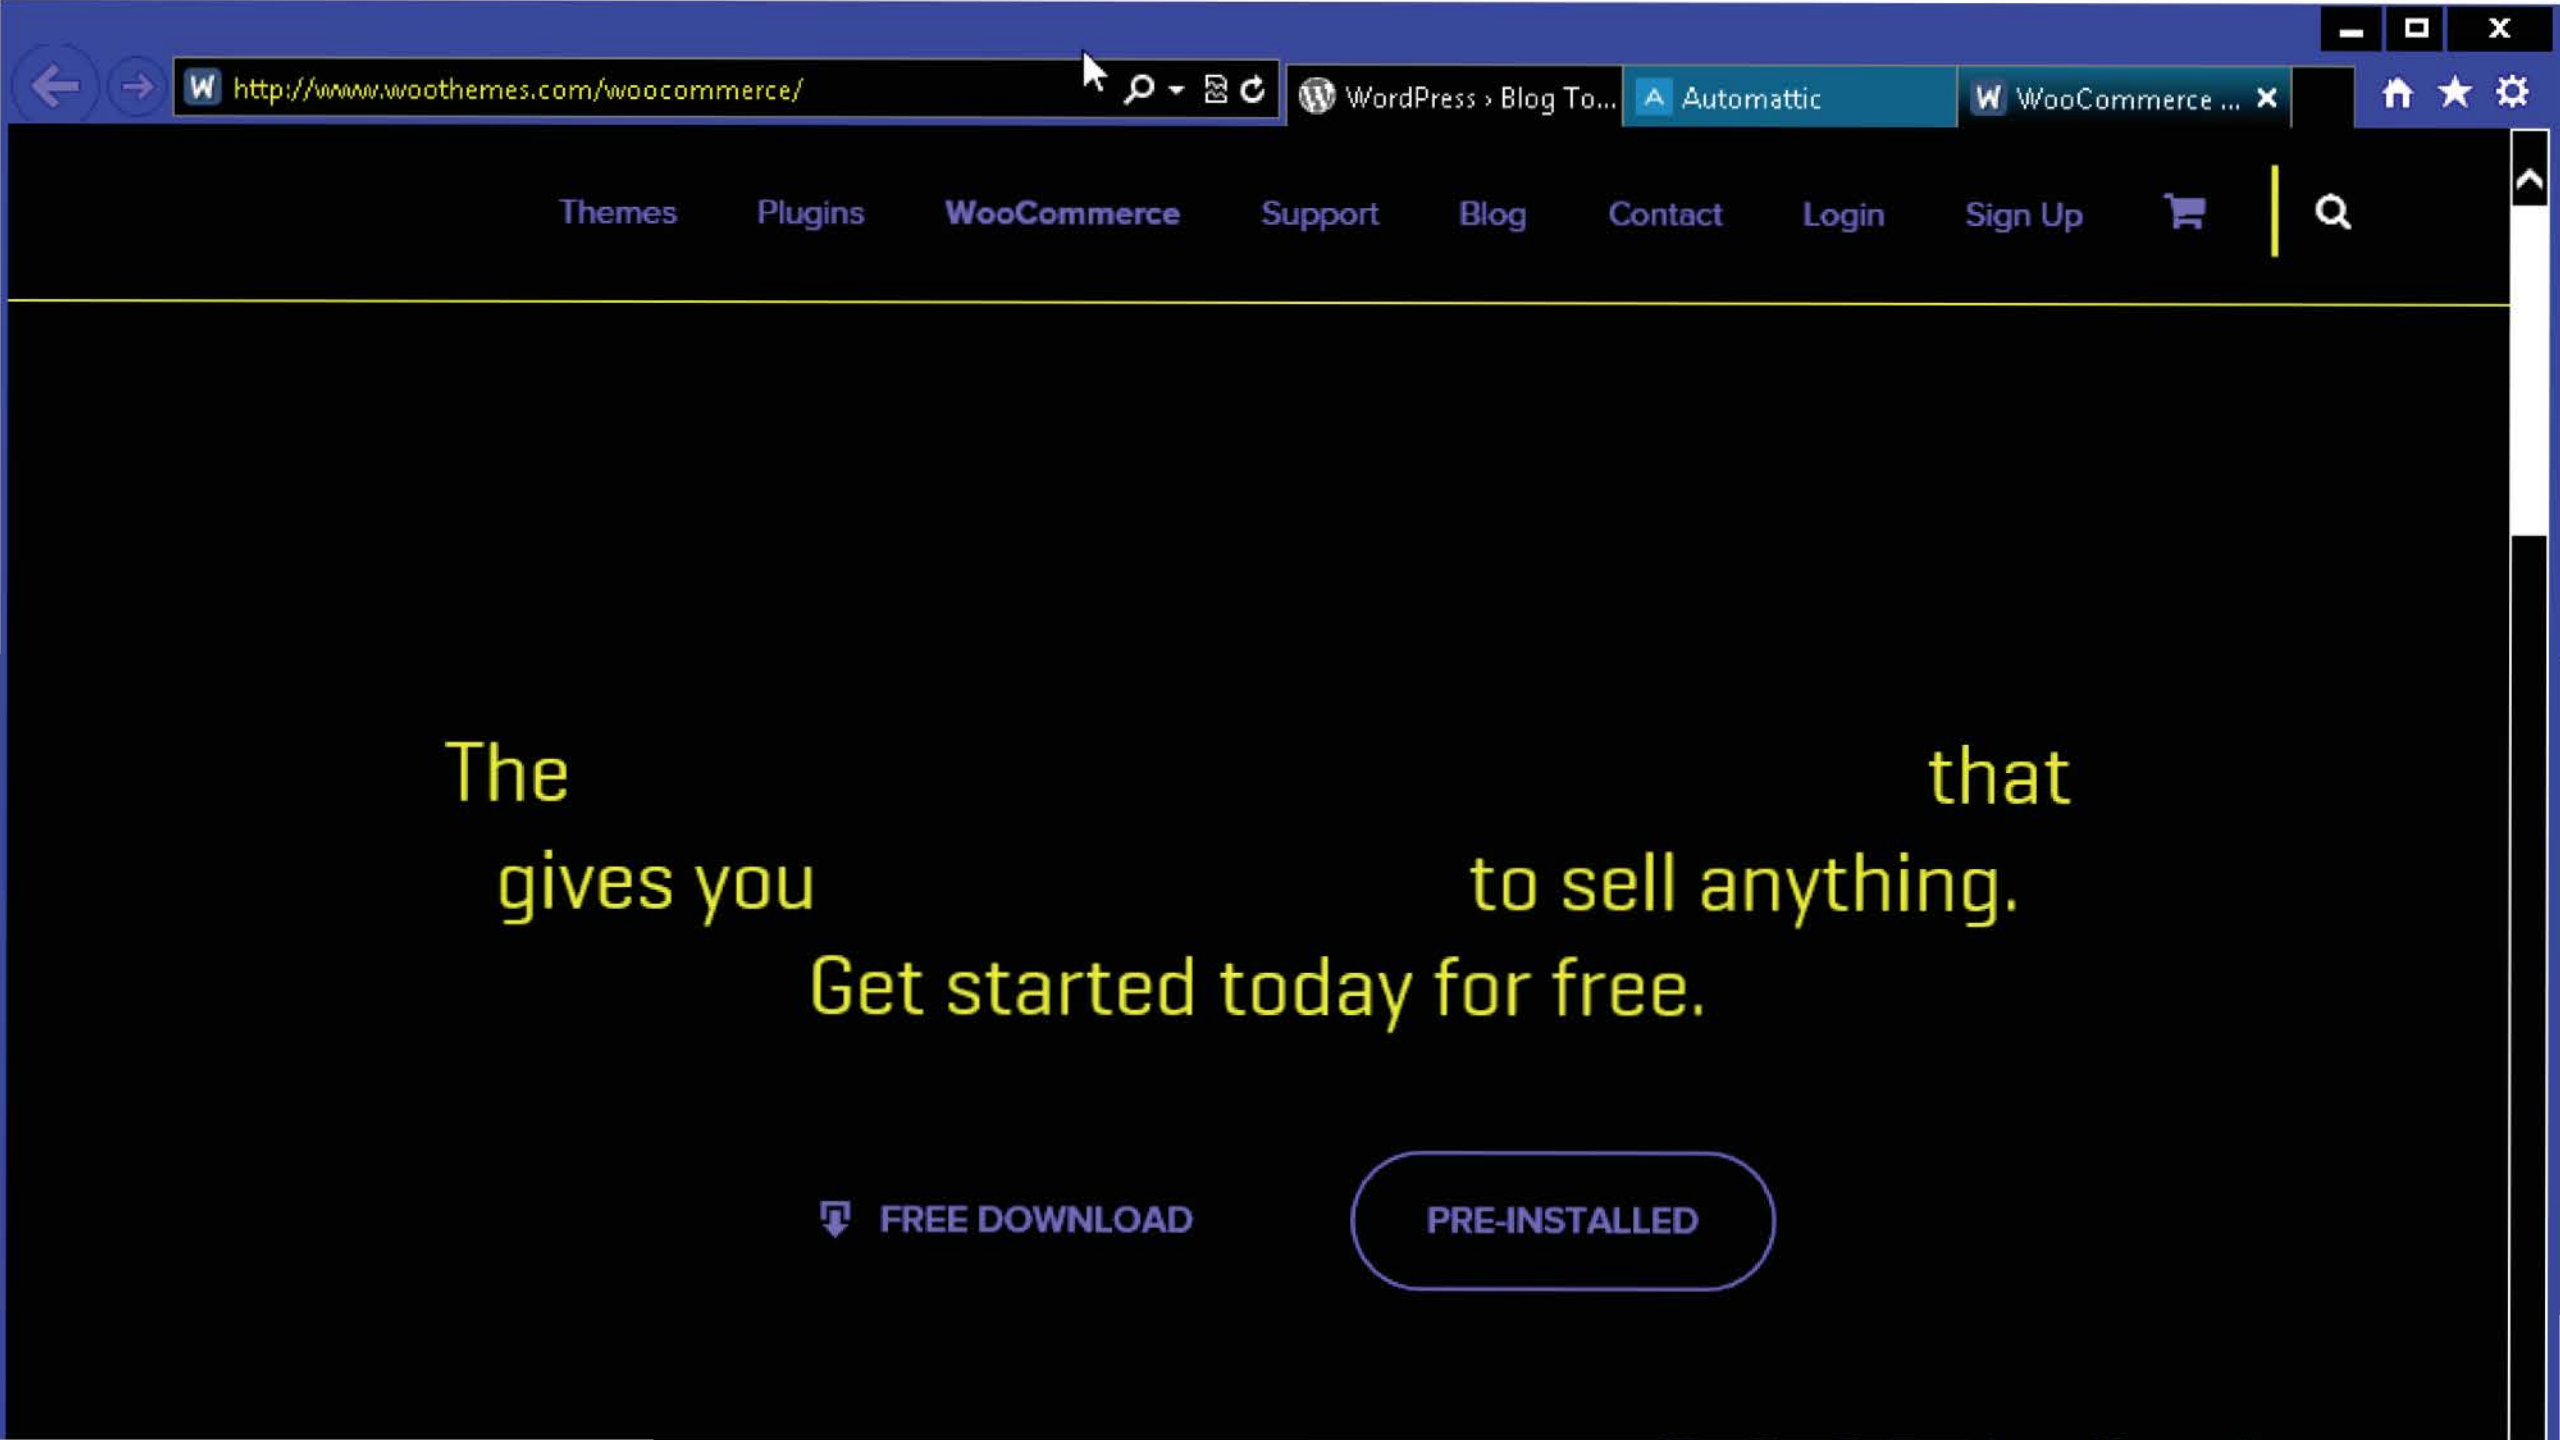 http://www.woothemes.com/woocommerce/
WordPress › Blog To...
Automattic
WooCommerce ...
Themes
Plugins
WooCommerce
Support
Blog
Contact
Login
Sign Up
The that
gives you to sell anything.
Get started today for free.
FREE DOWNLOAD
PRE-INSTALLED